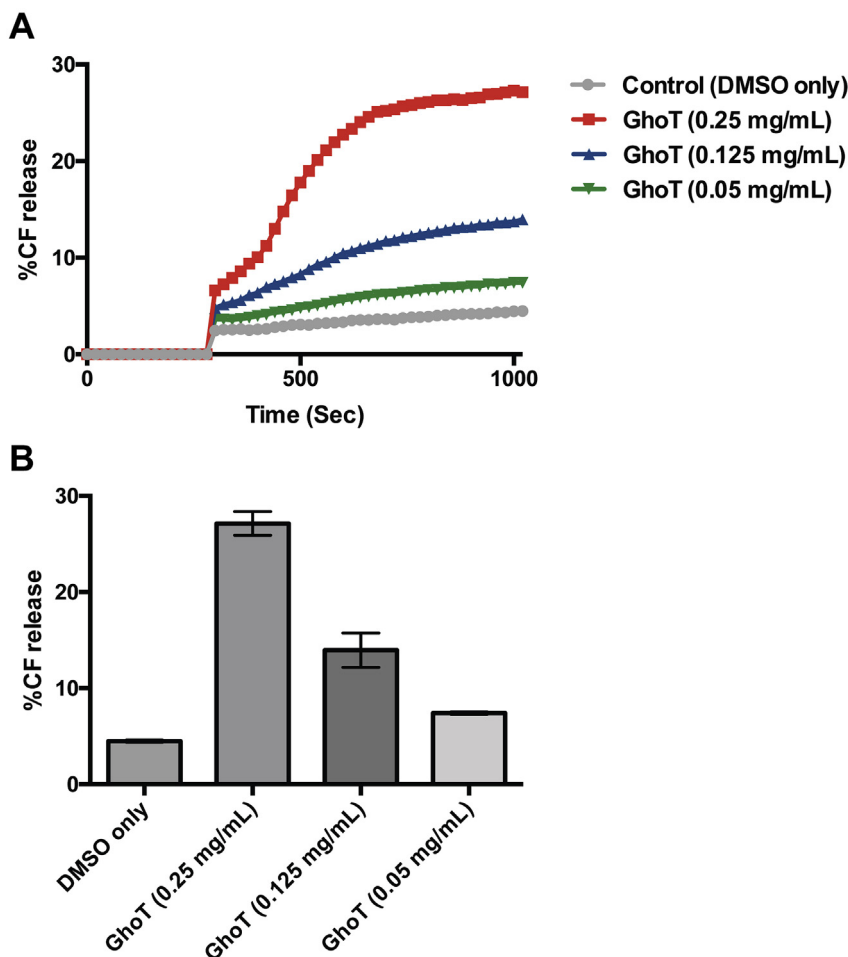 A
30
20
10
0
%CF release
0
500
1000
Time (Sec)
Control (DMSO only)
GhoT (0.25 mg/mL)
GhoT (0.125 mg/mL)
GhoT (0.05 mg/mL)
B
30
20
10
0
%CF release
DMSO only
GhoT (0.25 mg/mL)
GhoT (0.125 mg/mL)
GhoT (0.05 mg/mL)